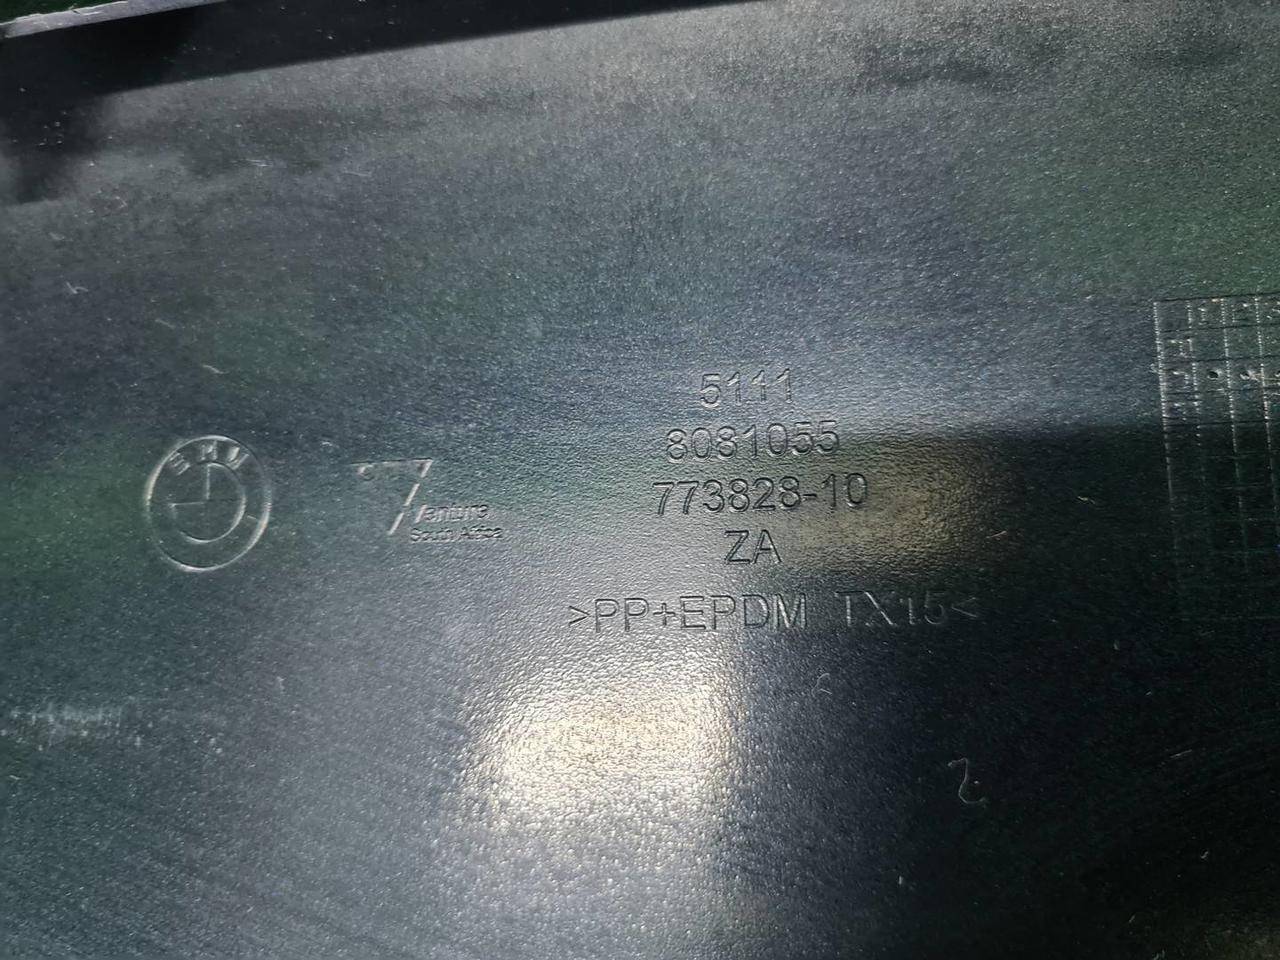 BMW
Venture
South Africa
5111
8081055
773828-10
ZA
>PP+EPDM TX15<